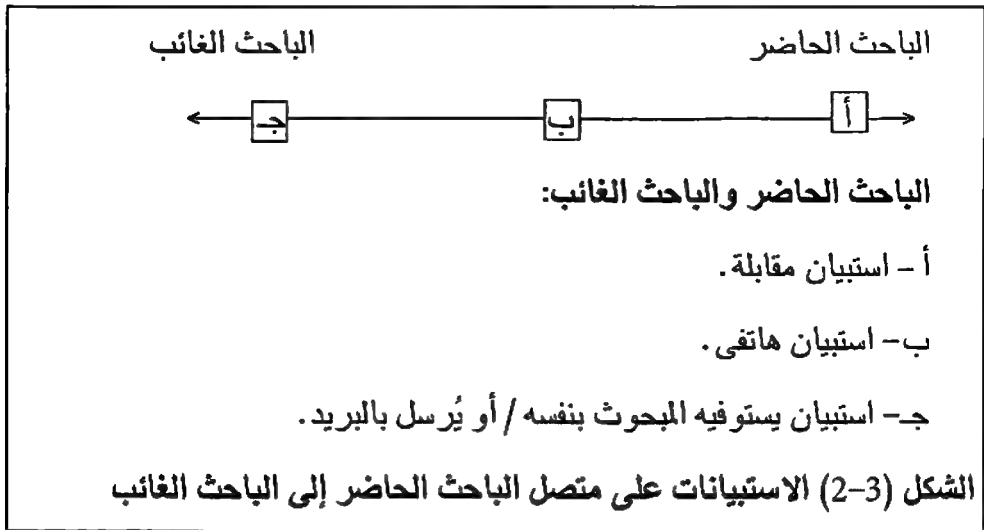 الباحث الحاضر الباحث الغائب
أ ب جـ
الباحث الحاضر والباحث الغائب:
أ – استبيان مقابلة.
ب– استبيان هاتفى.
جـ– استبيان يستوفيه المبحوث بنفسه / أو يُرسل بالبريد.
الشكل (3–2) الاستبيانات على متصل الباحث الحاضر إلى الباحث الغائب